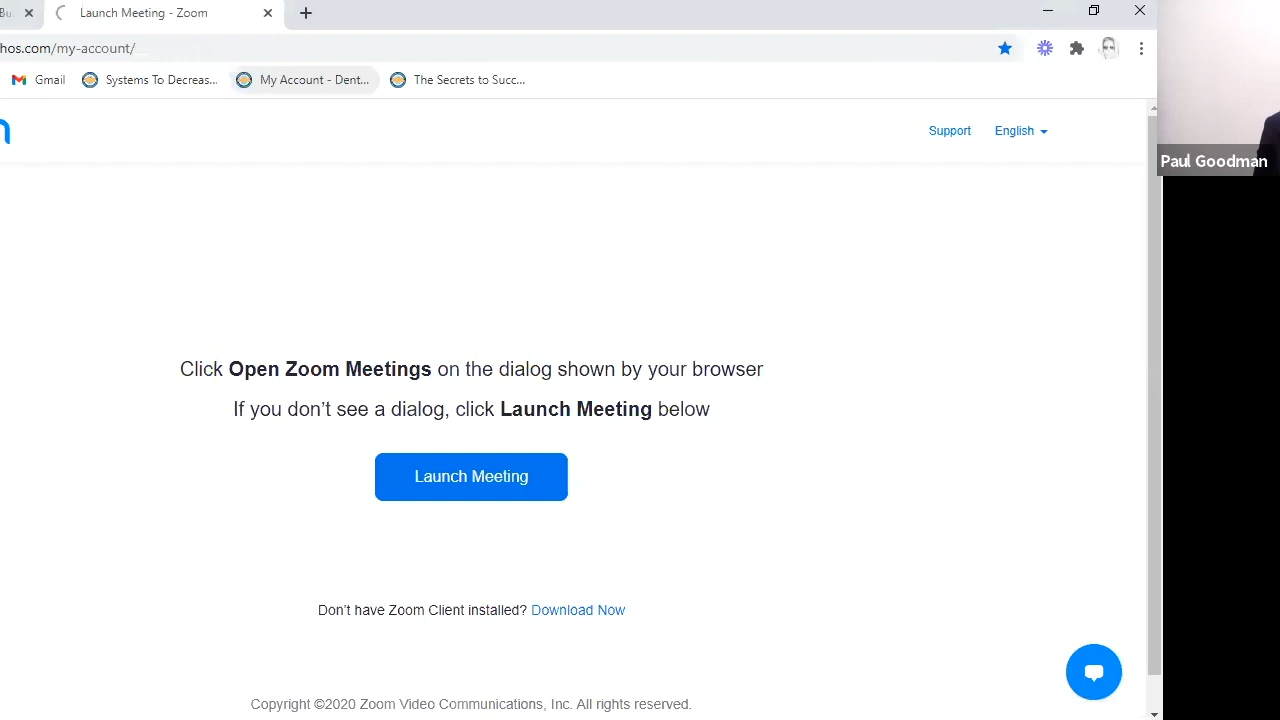 Bu.
Launch Meeting - Zoom
hos.com/my-account/
Gmail
Systems To Decreas...
My Account - Dent...
The Secrets to Succ...
Support
English
Paul Goodman
Click Open Zoom Meetings on the dialog shown by your browser
If you don’t see a dialog, click Launch Meeting below
Launch Meeting
Don’t have Zoom Client installed? Download Now
Copyright ©2020 Zoom Video Communications, Inc. All rights reserved.